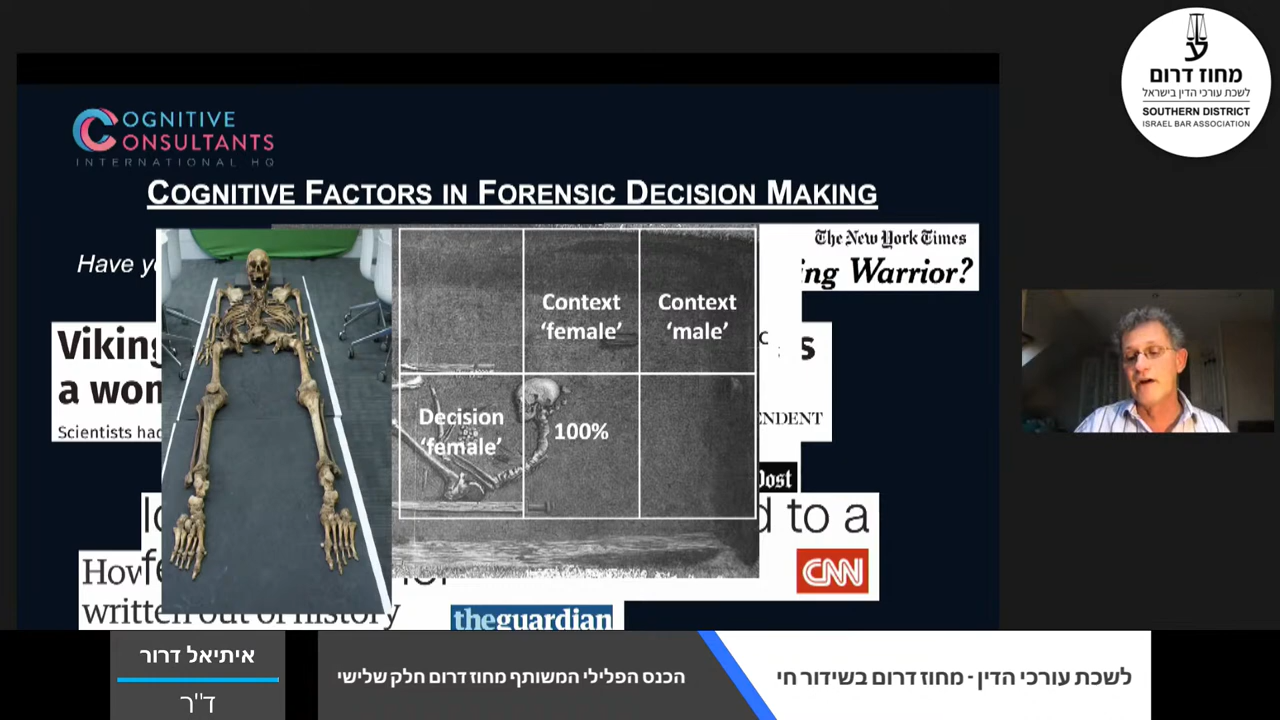 מחוז דרום
לשכת עורכי הדין בישראל
SOUTHERN DISTRICT
ISRAEL BAR ASSOCIATION
COGNITIVE
CONSULTANTS
INTERNATIONAL HQ
COGNITIVE FACTORS IN FORENSIC DECISION MAKING
Have
The New York Times
ing Warrior?
Context
'female'
Context
'male'
Viking
a wom
Scientists had
Decision
'female'
100%
ENDENT
Post
d to a
CNN
How
written out of history
theguardian
איתיאל דרור
ד"ר
הכנס הפלילי המשותף מחוז דרום חלק שלישי
לשכת עורכי הדין - מחוז דרום בשידור חי